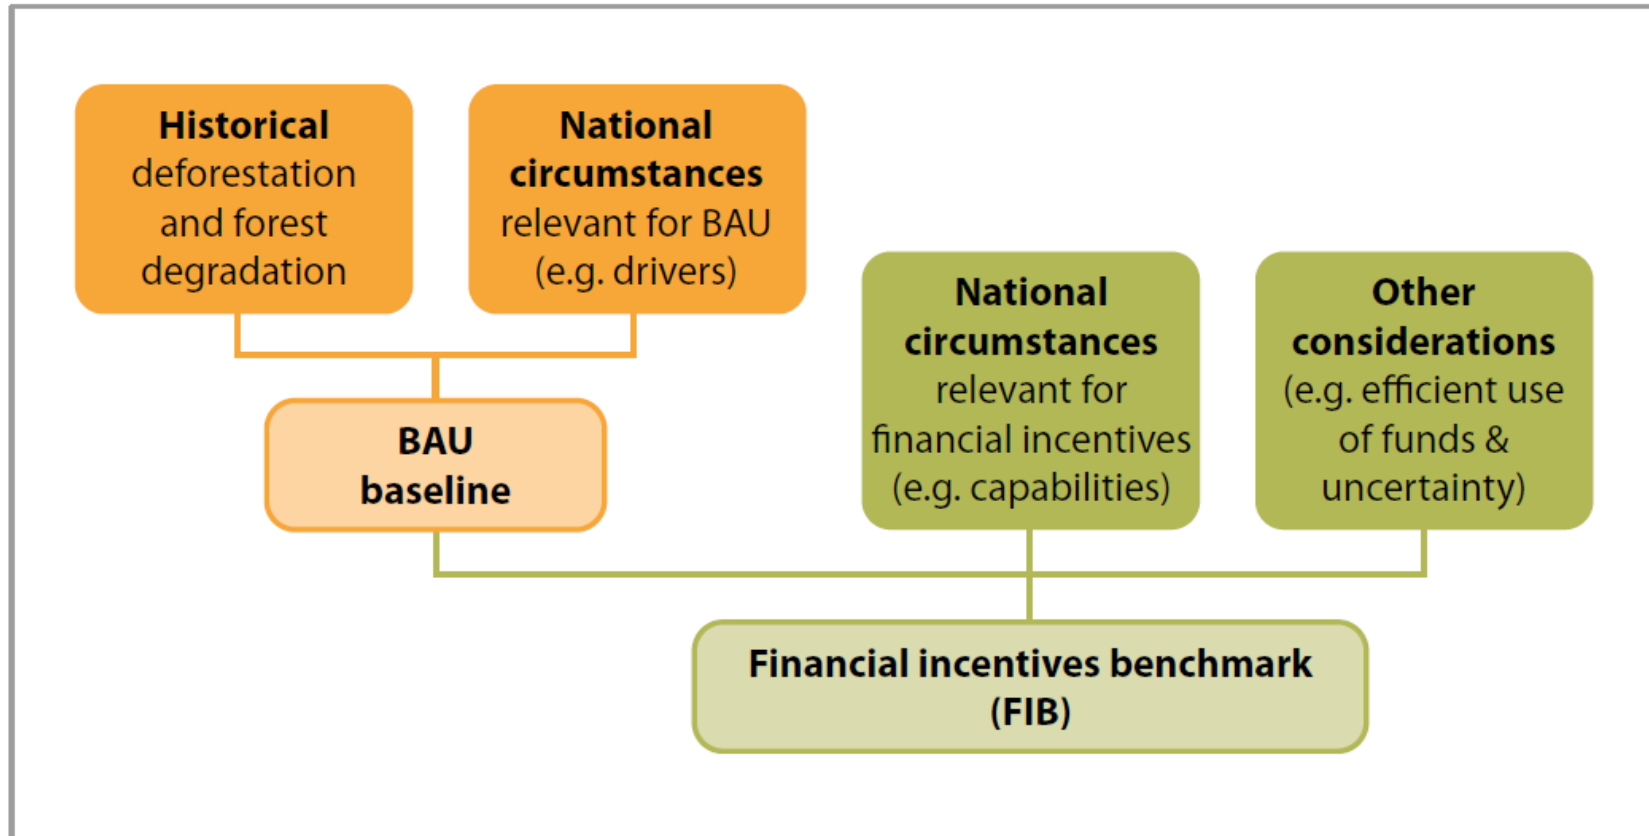 Historical
deforestation
and forest
degradation
National
circumstances
relevant for BAU
(e.g. drivers)
BAU
baseline
National
circumstances
relevant for
financial incentives
(e.g. capabilities)
Other
considerations
(e.g. efficient use
of funds &
uncertainty)
Financial incentives benchmark
(FIB)